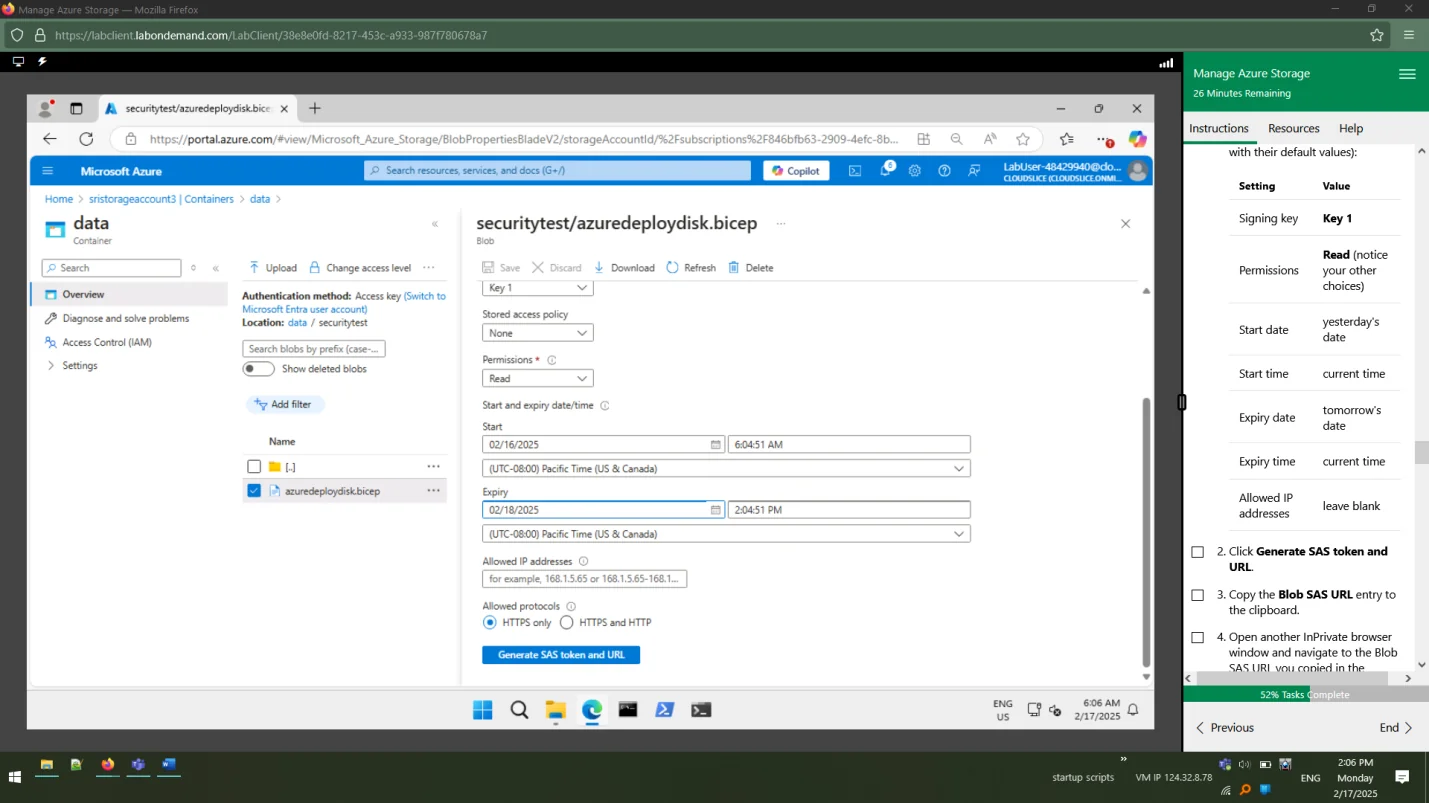 Manage Azure Storage — Mozilla Firefox
https://labclient.labondemand.com/LabClient/38e8e0fd-8217-453c-a933-987f780678a7
securitytest/azuredeploydisk.bicep
https://portal.azure.com/#view/Microsoft_Azure_Storage/BlobPropertiesBladeV2/storageAccountId/%2Fsubscriptions%2F846bfb63-2909-4efc-8b...
Microsoft Azure
Search resources, services, and docs (G+/)
Copilot
6
LabUser-48429940@clo...
CLOUDSLICE (CLOUDSLICE.ONMI...
Home > sristorageaccount3 | Containers > data >
data
Container
Search
Overview
Diagnose and solve problems
Access Control (IAM)
Settings
Upload
Change access level
Authentication method: Access key (Switch to
Microsoft Entra user account)
Location: data / securitytest
Search blobs by prefix (case-...
Show deleted blobs
Add filter
Name
[..]
azuredeploydisk.bicep
securitytest/azuredeploydisk.bicep
Blob
Save
Discard
Download
Refresh
Delete
Key 1
Stored access policy
None
Permissions *
Read
Start and expiry date/time
Start
02/16/2025
6:04:51 AM
(UTC-08:00) Pacific Time (US & Canada)
Expiry
02/18/2025
2:04:51 PM
(UTC-08:00) Pacific Time (US & Canada)
Allowed IP addresses
for example, 168.1.5.65 or 168.1.5.65-168.1...
Allowed protocols
HTTPS only
HTTPS and HTTP
Generate SAS token and URL
ENG
US
6:06 AM
2/17/2025
Manage Azure Storage
26 Minutes Remaining
Instructions
Resources
Help
with their default values):
Setting Value
Signing key Key 1
Permissions Read (notice
your other
choices)
Start date yesterday's
date
Start time current time
Expiry date tomorrow's
date
Expiry time current time
Allowed IP
addresses leave blank
2. Click Generate SAS token and
URL.
3. Copy the Blob SAS URL entry to
the clipboard.
4. Open another InPrivate browser
window and navigate to the Blob
SAS URL you copied in the
52% Tasks Complete
Previous
End
startup scripts
VM IP 124.32.8.78
ENG
2:06 PM
Monday
2/17/2025